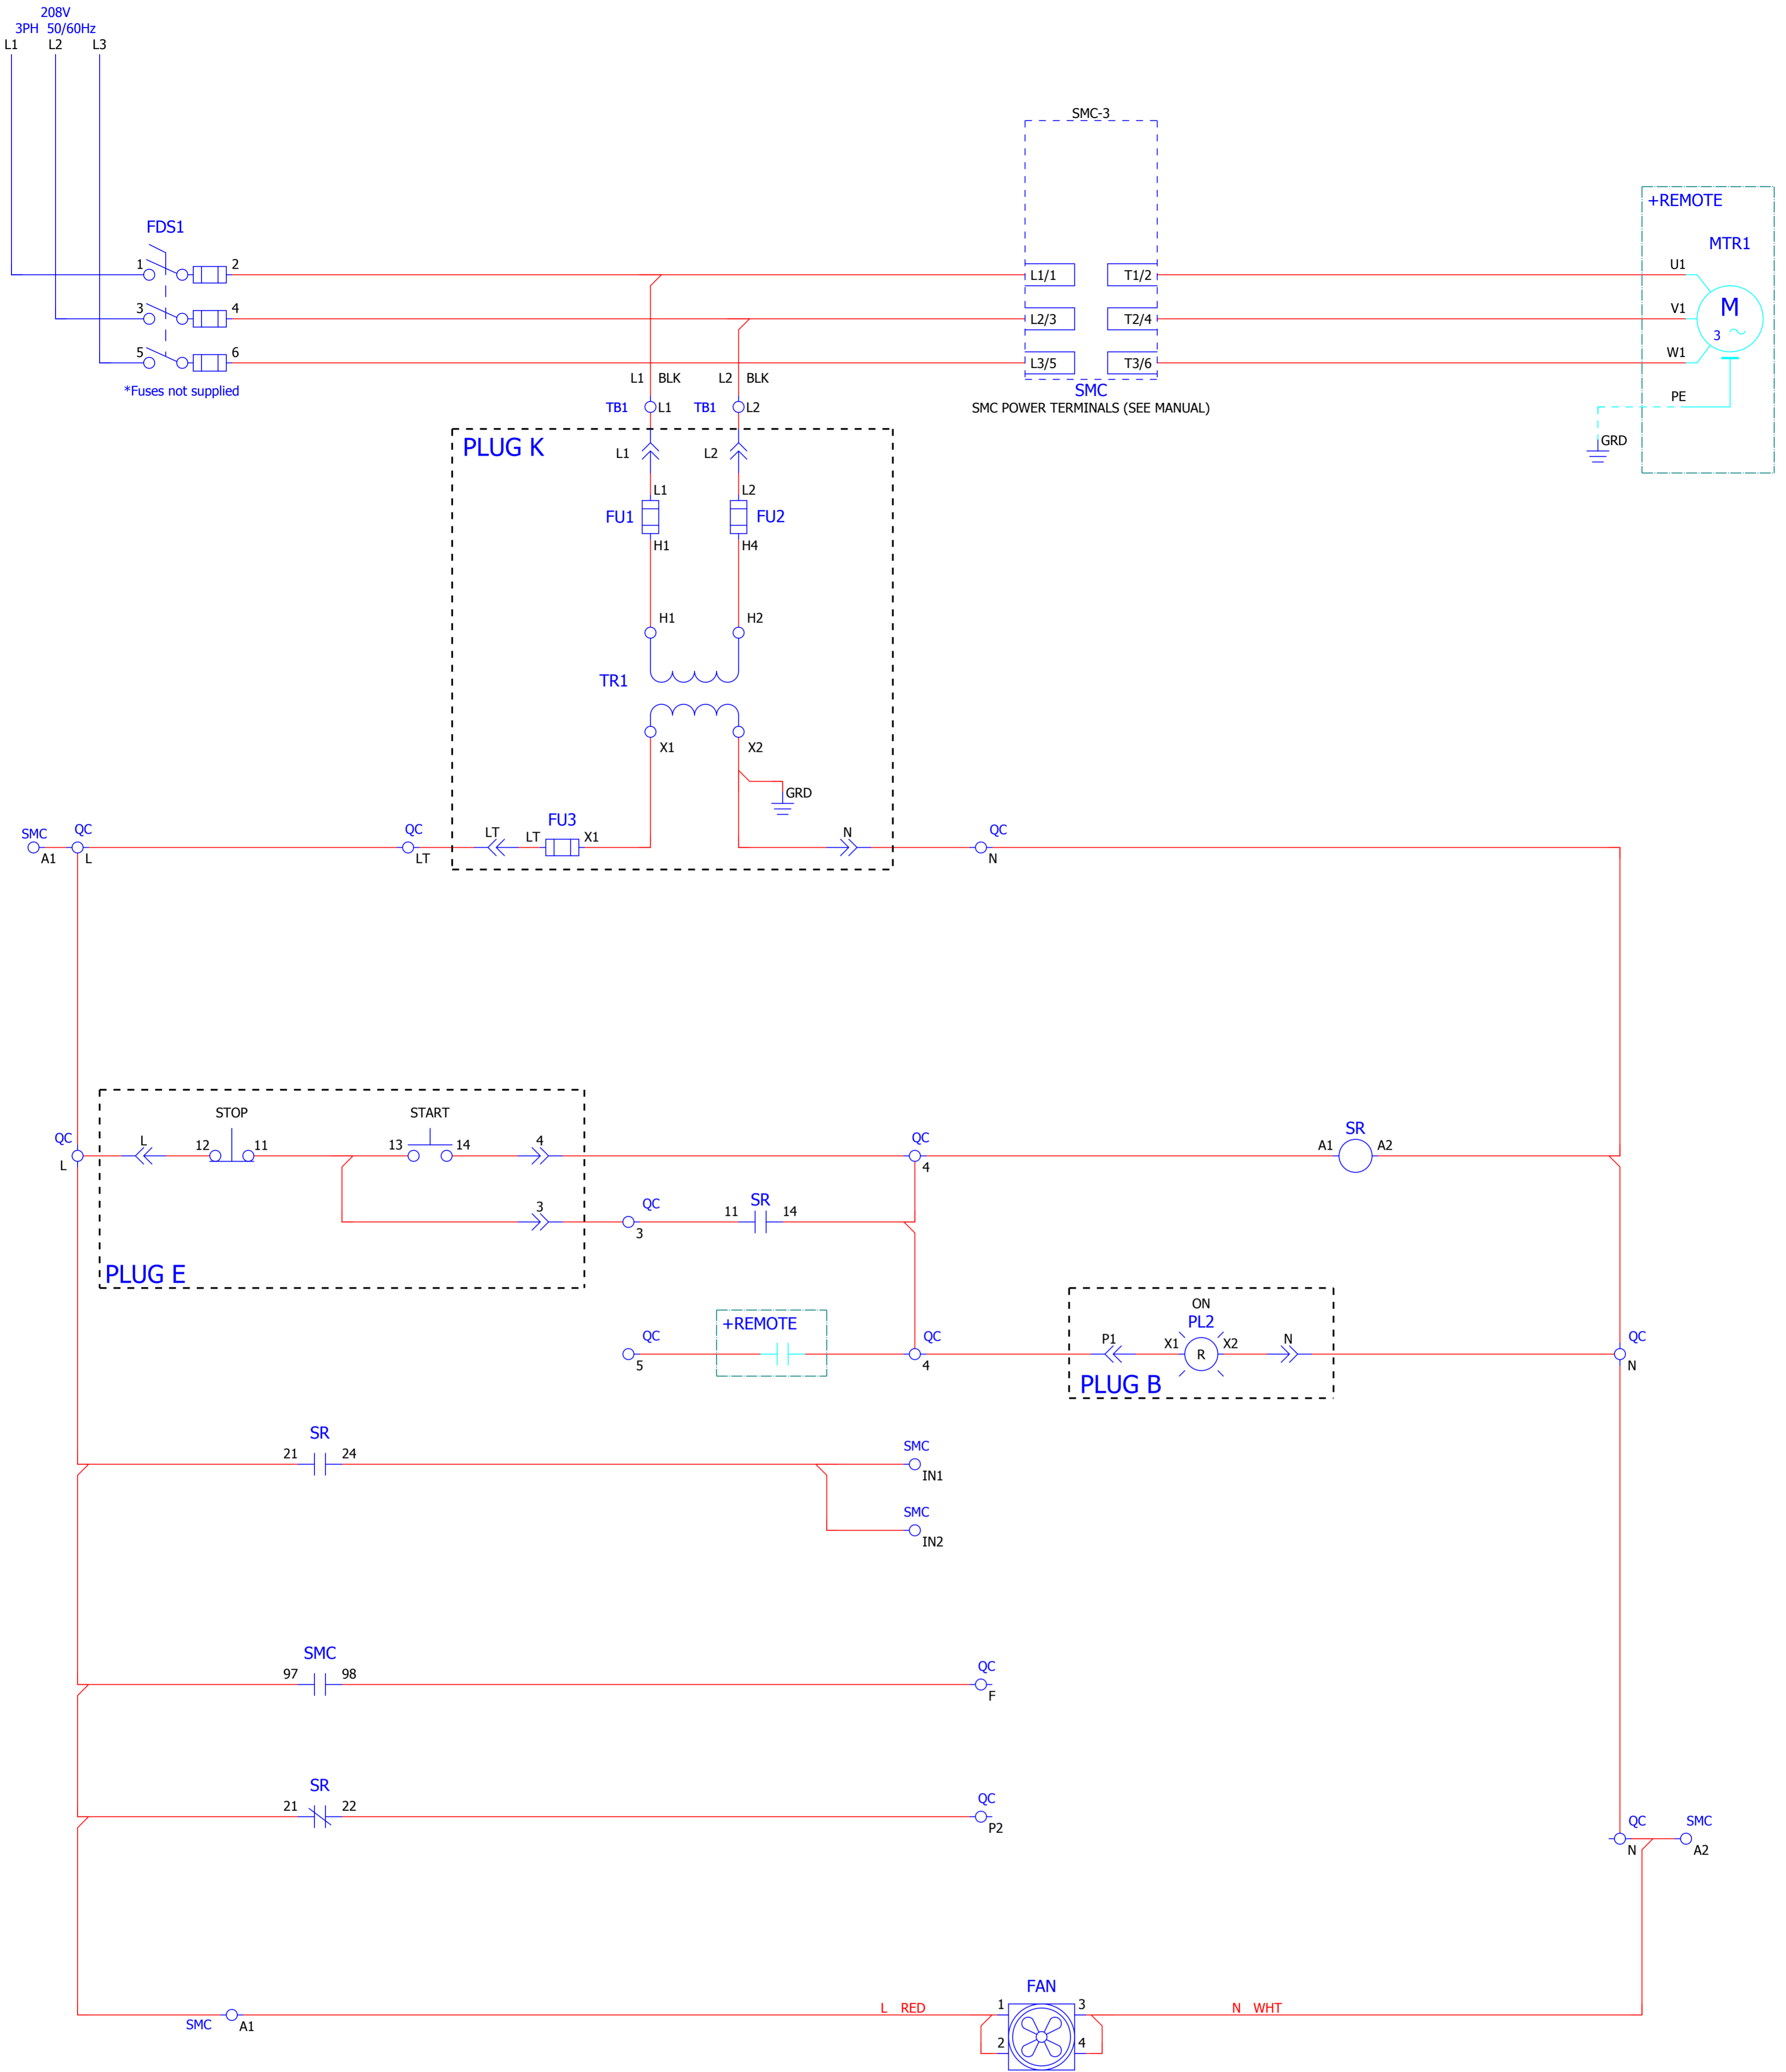 208V
3PH 50/60Hz
L1 L2 L3
SMC-3
+REMOTE
MTR1
FDS1
1 2
L1/1 T1/2
U1
3 4
L2/3 T2/4
V1
M
3
5 6
L3/5 T3/6
W1
*Fuses not supplied
L1 BLK L2 BLK
SMC
SMC POWER TERMINALS (SEE MANUAL)
PE
TB1 L1 TB1 L2
GRD
PLUG K
L1 L2
L1 L2
FU1 FU2
H1 H4
H1 H2
TR1
X1 X2
GRD
FU3
SMC QC QC LT LT X1 N QC
A1 L LT N
STOP START
QC L 12 11 13 14 4 QC SR
L 4 A1 A2
3 QC SR
3 11 14
PLUG E
ON
+REMOTE PL2
QC QC P1 X1 R X2 N QC
5 4 N
PLUG B
SR SMC
21 24 IN1
SMC
IN2
SMC QC
97 98 F
SR QC
21 22 P2
QC SMC
N A2
FAN
L RED 1 3 N WHT
SMC A1
2 4